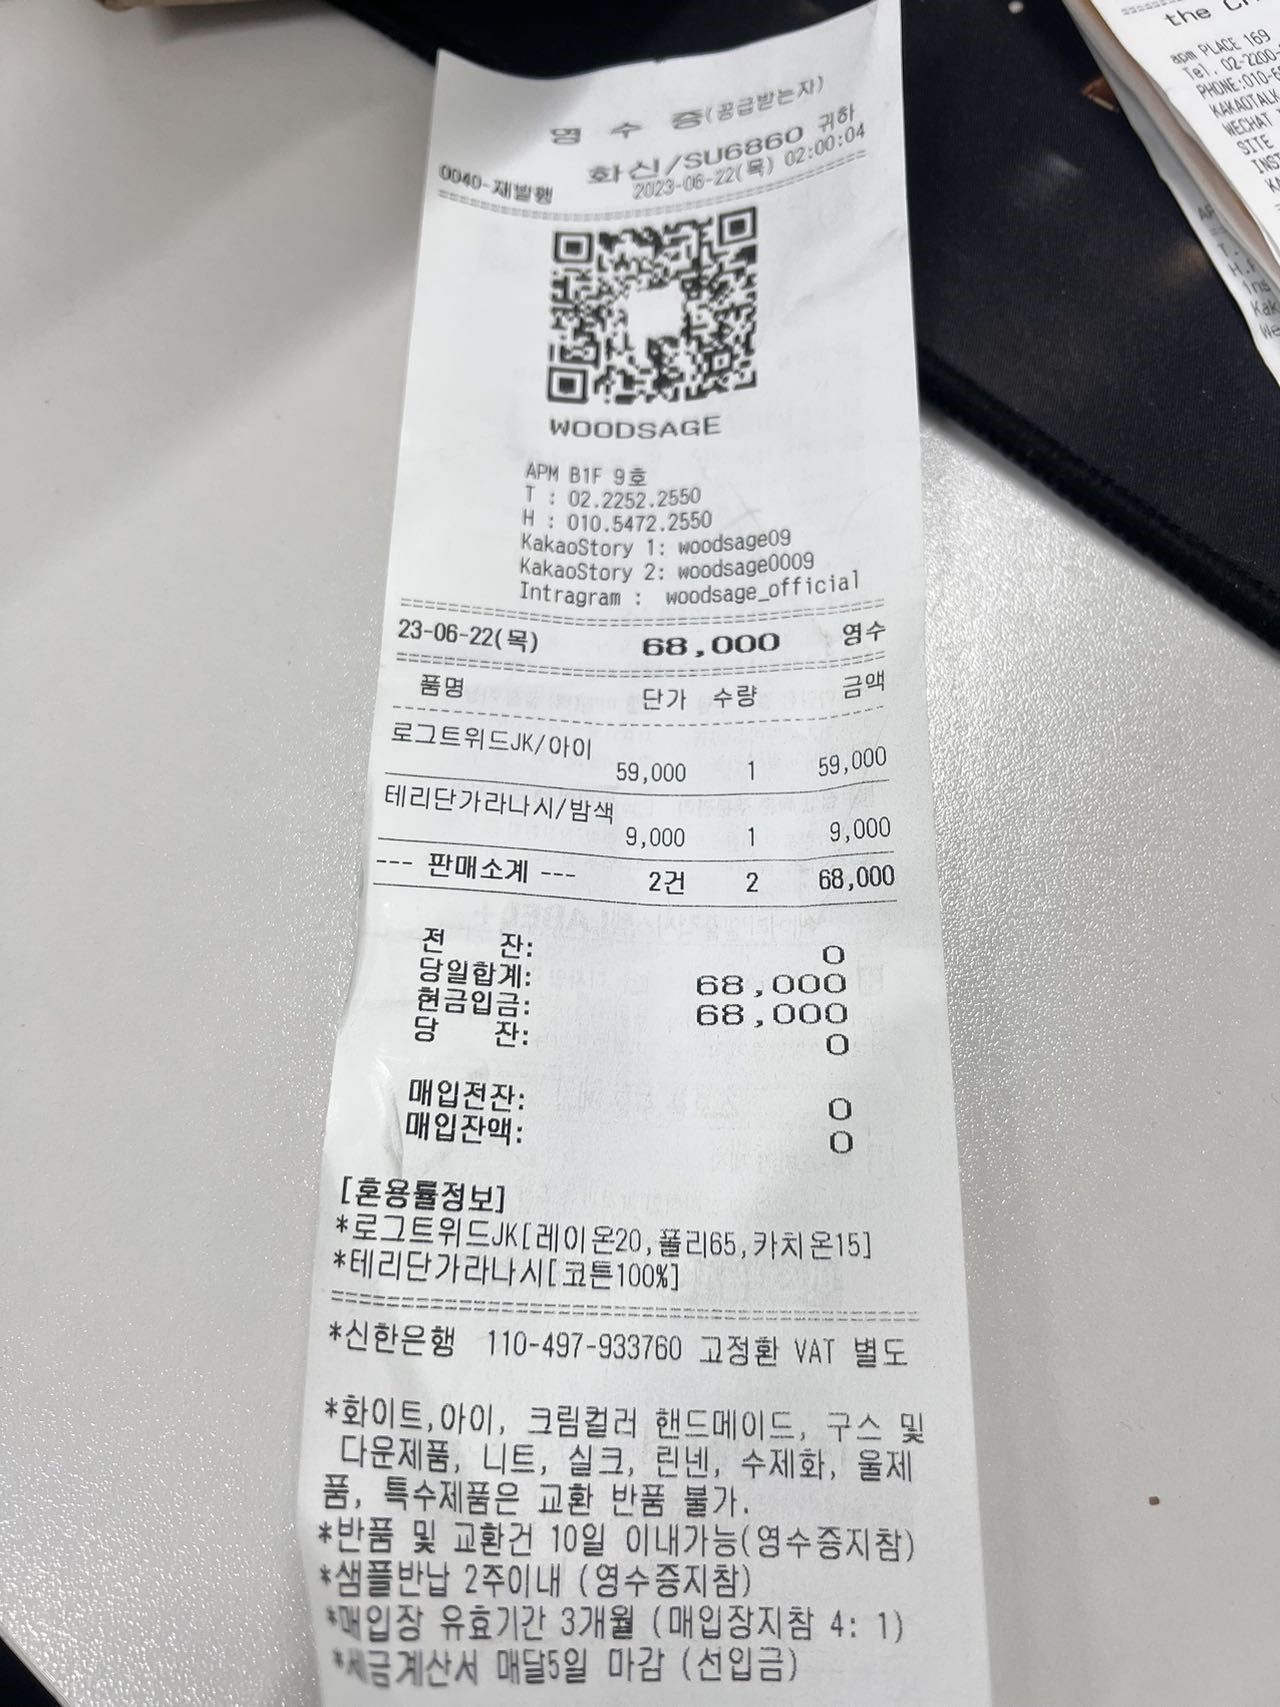 영 수 증(공급받는자)
화신/SU6860 귀하
0040-재발행 2023-06-22(목) 02:00:04
WOODSAGE
APM B1F 9호
T : 02.2252.2550
H : 010.5472.2550
KakaoStory 1: woodsage09
KakaoStory 2: woodsage0009
Intragram : woodsage_official
23-06-22(목) 68,000 영수
품명 단가 수량 금액
로그트위드JK/아이
59,000 1 59,000
테리단가라나시/밤색
9,000 1 9,000
--- 판매소계 --- 2건 2 68,000
전 잔: 0
당일합계: 68,000
현금입금: 68,000
당 잔: 0
매입전잔: 0
매입잔액: 0
[혼용률정보]
*로그트위드JK[레이온20,폴리65,카치온15]
*테리단가라나시[코튼100%]
*신한은행 110-497-933760 고정환 VAT 별도
*화이트,아이, 크림컬러 핸드메이드, 구스 및
다운제품, 니트, 실크, 린넨, 수제화, 울제
품, 특수제품은 교환 반품 불가.
*반품 및 교환건 10일 이내가능(영수증지참)
*샘플반납 2주이내 (영수증지참)
*매입장 유효기간 3개월 (매입장지참 4: 1)
*세금계산서 매달5일 마감 (선입금)
the
apm PLACE 169
Tel. 02-2200-
PHONE:010-6
KAKAOTALK
WECHAT
SITE
INST